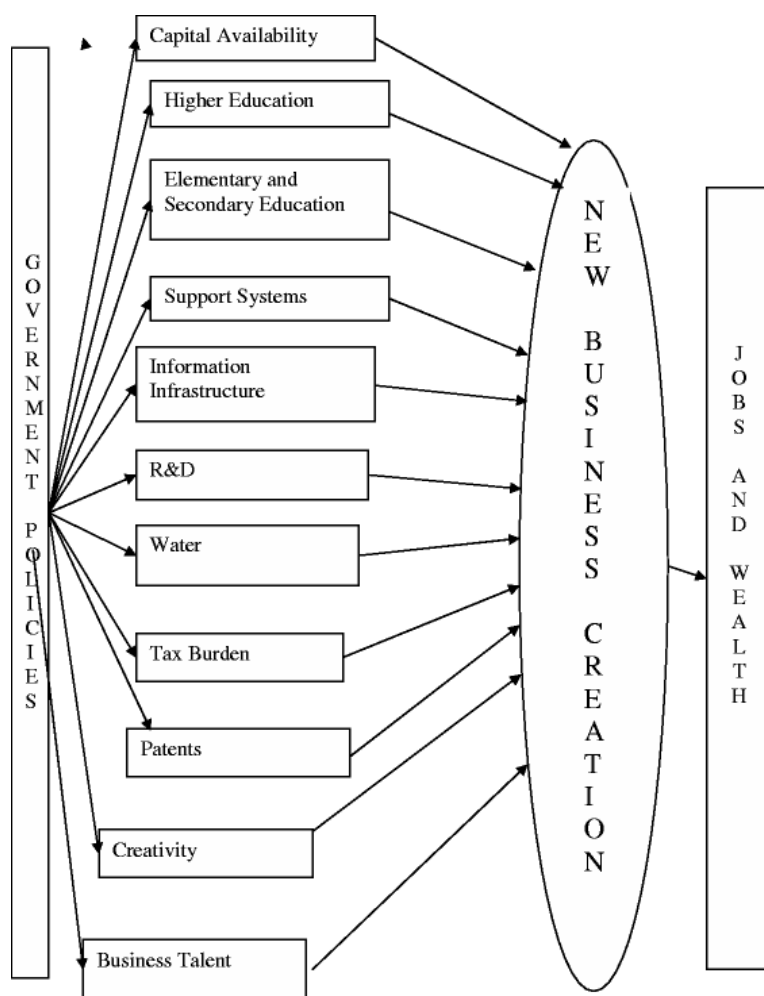 Capital Availability
Higher Education
Elementary and
Secondary Education
Support Systems
Information
Infrastructure
R&D
Water
Tax Burden
Patents
Creativity
Business Talent
GOVERNMENT POLICIES
NEW BUSINESS CREATION
JOBS AND WEALTH